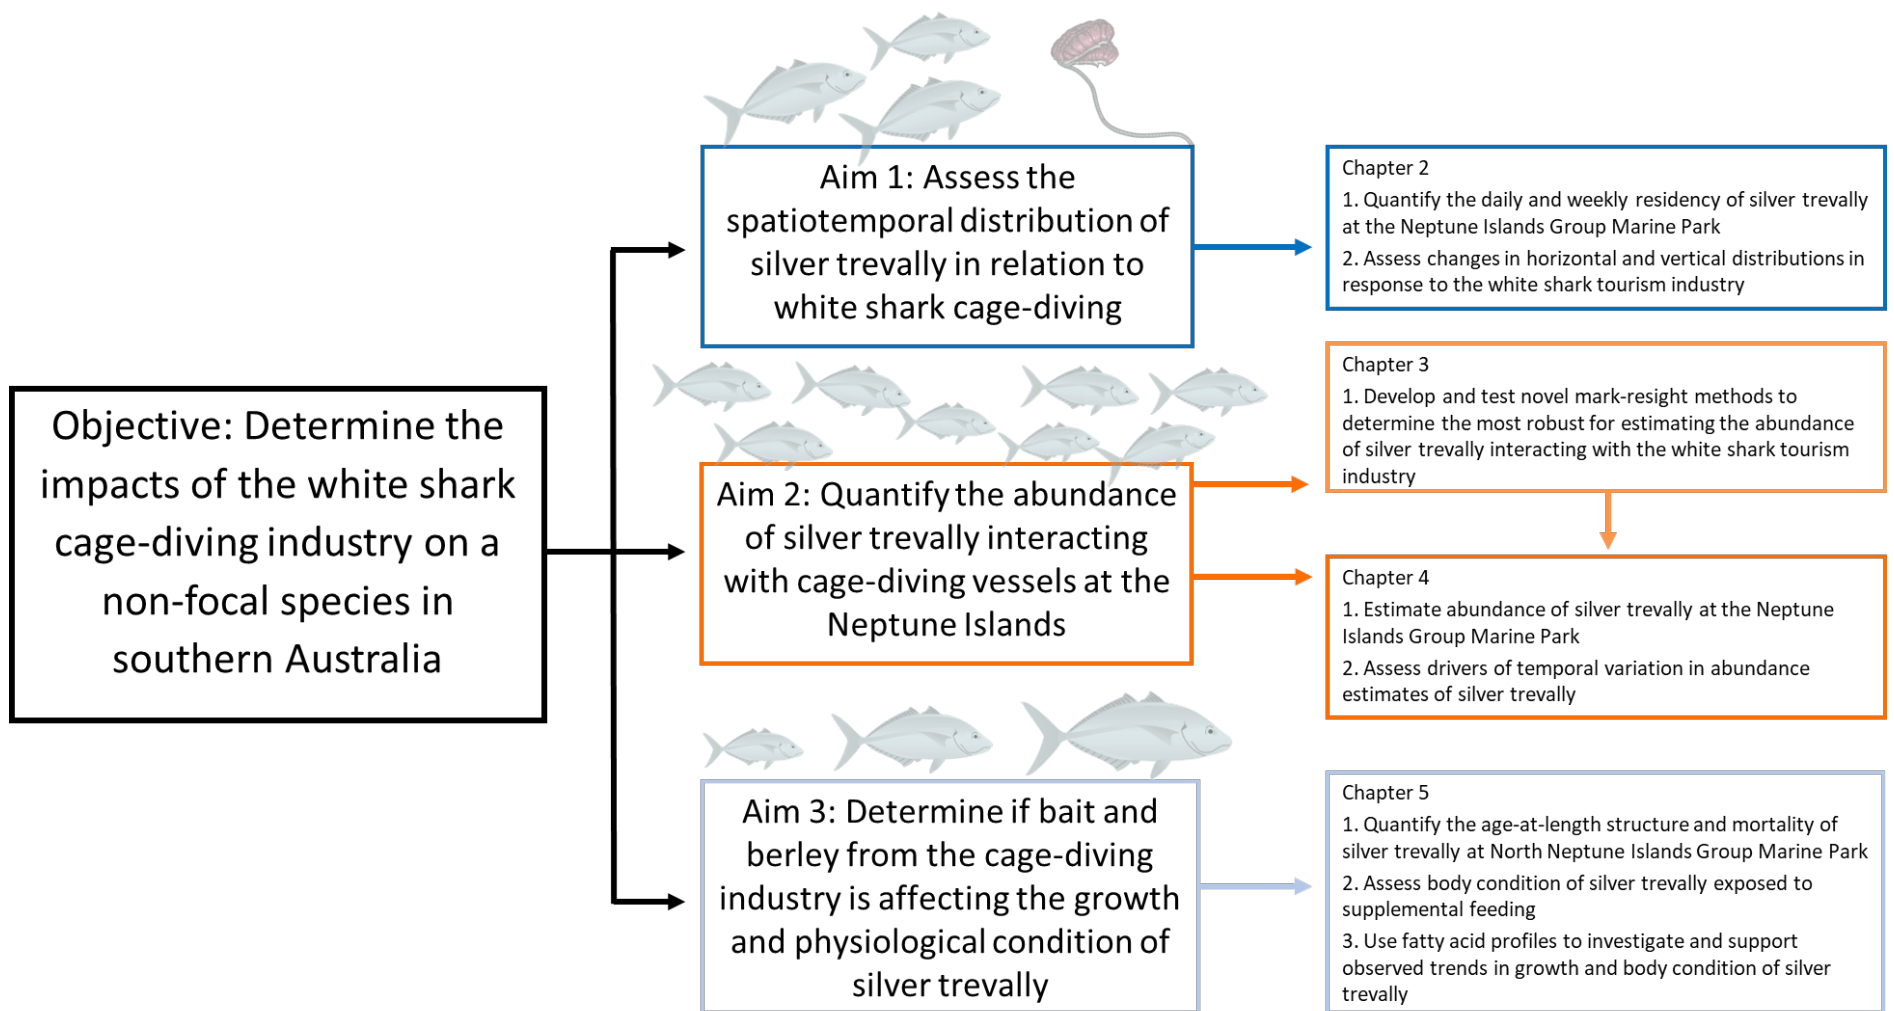 Objective: Determine the
impacts of the white shark
cage-diving industry on a
non-focal species in
southern Australia
Aim 1: Assess the
spatiotemporal distribution of
silver trevally in relation to
white shark cage-diving
Chapter 2
1. Quantify the daily and weekly residency of silver trevally
at the Neptune Islands Group Marine Park
2. Assess changes in horizontal and vertical distributions in
response to the white shark tourism industry
Aim 2: Quantify the abundance
of silver trevally interacting
with cage-diving vessels at the
Neptune Islands
Chapter 3
1. Develop and test novel mark-resight methods to
determine the most robust for estimating the abundance
of silver trevally interacting with the white shark tourism
industry
Chapter 4
1. Estimate abundance of silver trevally at the Neptune
Islands Group Marine Park
2. Assess drivers of temporal variation in abundance
estimates of silver trevally
Aim 3: Determine if bait and
berley from the cage-diving
industry is affecting the growth
and physiological condition of
silver trevally
Chapter 5
1. Quantify the age-at-length structure and mortality of
silver trevally at North Neptune Islands Group Marine Park
2. Assess body condition of silver trevally exposed to
supplemental feeding
3. Use fatty acid profiles to investigate and support
observed trends in growth and body condition of silver
trevally